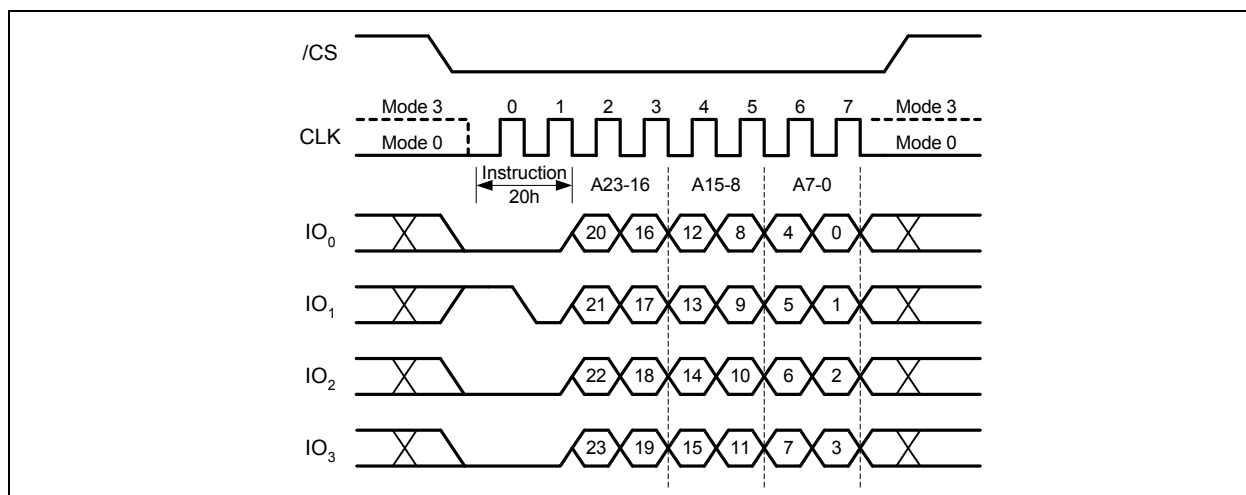 /CS
Mode 3 0 1 2 3 4 5 6 7 Mode 3
CLK
Mode 0 Mode 0
Instruction
20h
A23-16 A15-8 A7-0
IO0 20 16 12 8 4 0
IO1 21 17 13 9 5 1
IO2 22 18 14 10 6 2
IO3 23 19 15 11 7 3